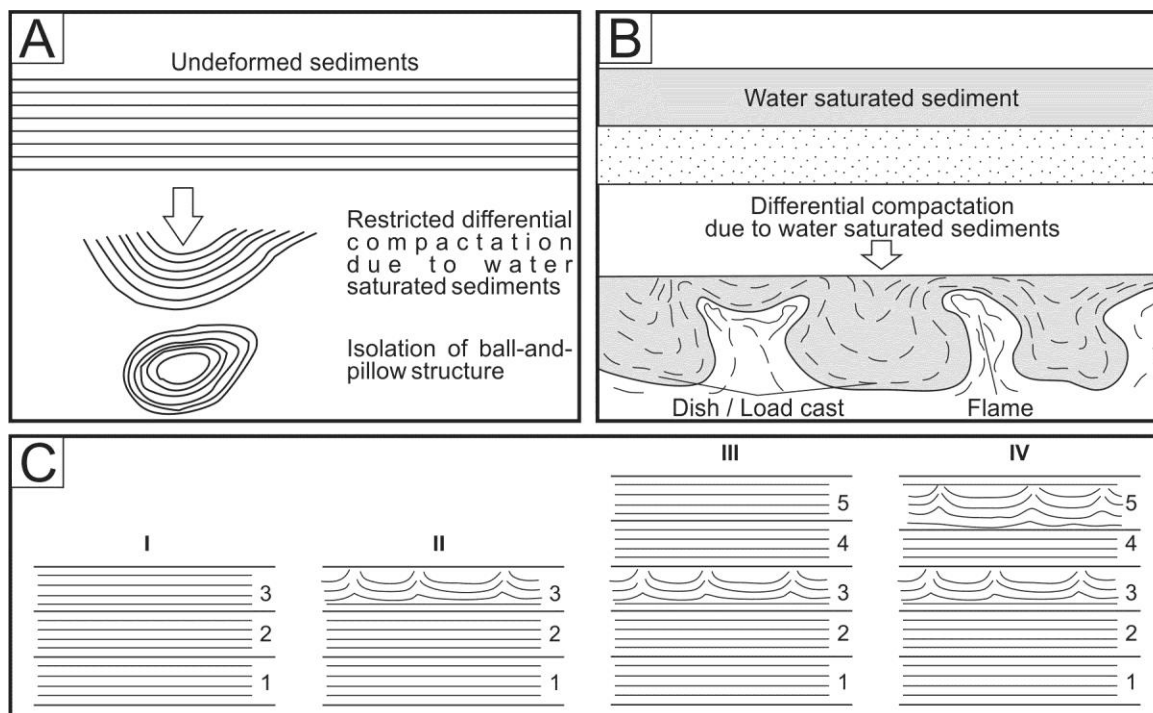 A
Undeformed sediments
Restricted differential
compactation
due to water
saturated sediments
Isolation of ball-and-
pillow structure
B
Water saturated sediment
Differential compactation
due to water saturated sediments
Dish / Load cast
Flame
C
I
3
2
1
II
3
2
1
III
5
4
3
2
1
IV
5
4
3
2
1